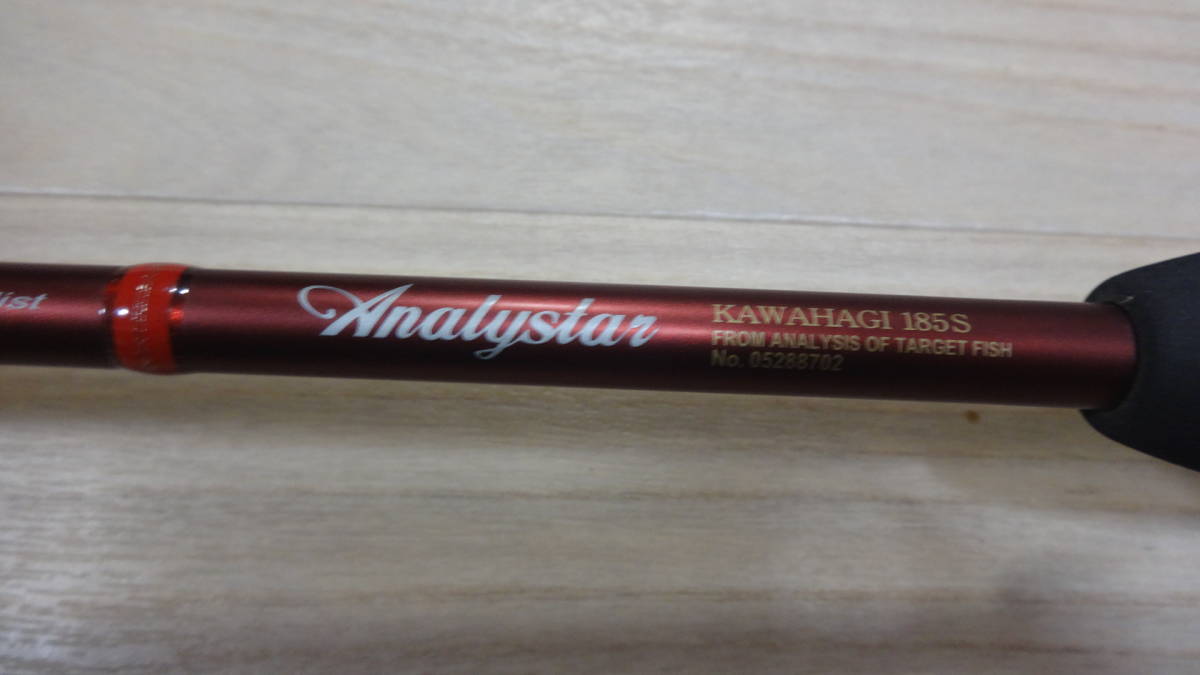 Analystar
KAWAHAGI 185S
FROM ANALYSIS OF TARGET FISH
No. 05288702